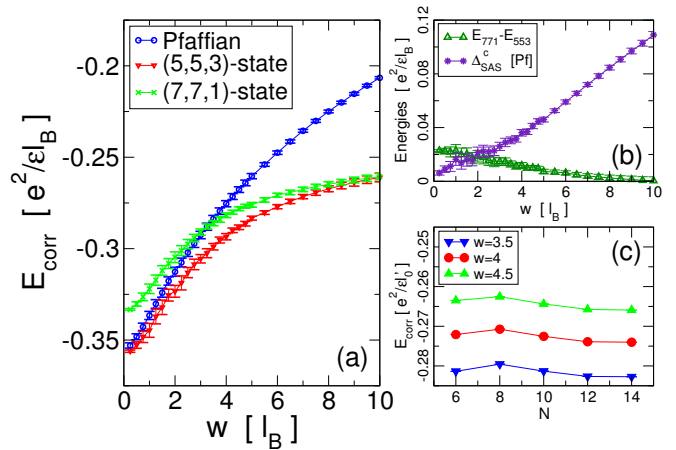 Pfaffian
(5,5,3)-state
(7,7,1)-state
-0.2
-0.25
-0.3
-0.35
E_corr [ e²/εl_B ]
0 2 4 6 8 10
w [ l_B ]
(a)
E_771-E_553
Δ_SAS^c [Pf]
0.12
0.08
0.04
0
Energies [ e²/εl_B ]
0 2 4 6 8 10
w [ l_B ]
(b)
(c)
w=3.5
w=4
w=4.5
-0.25
-0.26
-0.27
-0.28
E_corr [ e²/εl_0' ]
6 8 10 12 14
N